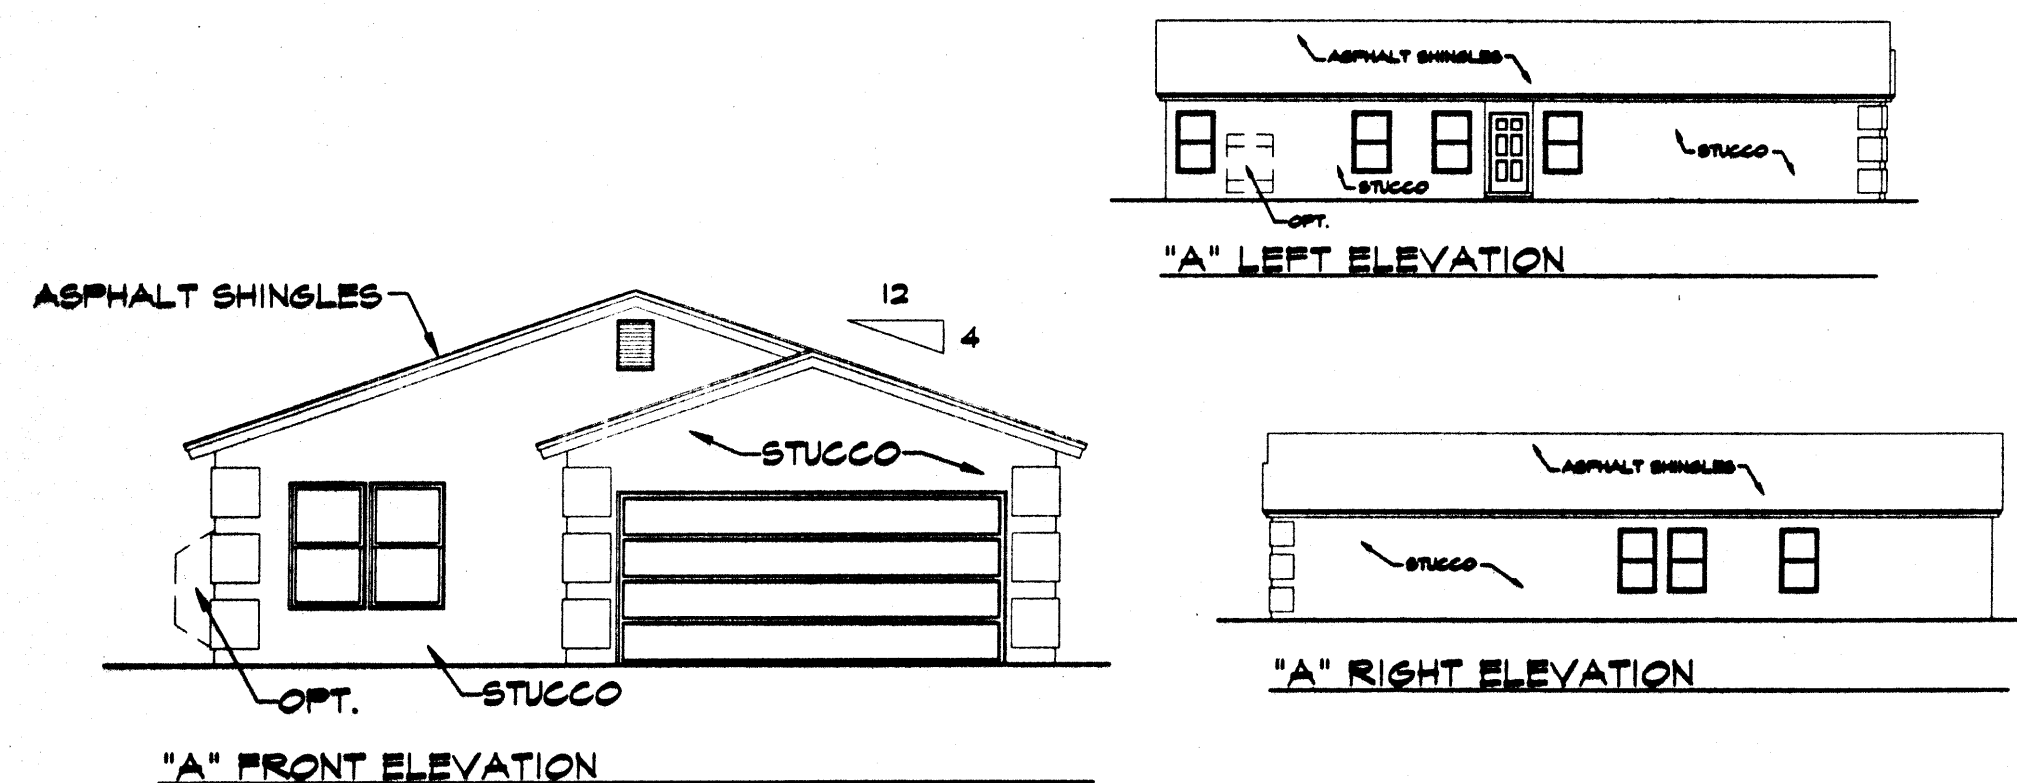 ASPHALT SHINGLES
12
4
STUCCO
OPT.
STUCCO
"A" FRONT ELEVATION
ASPHALT SHINGLES
STUCCO
STUCCO
OPT.
"A" LEFT ELEVATION
ASPHALT SHINGLES
STUCCO
"A" RIGHT ELEVATION